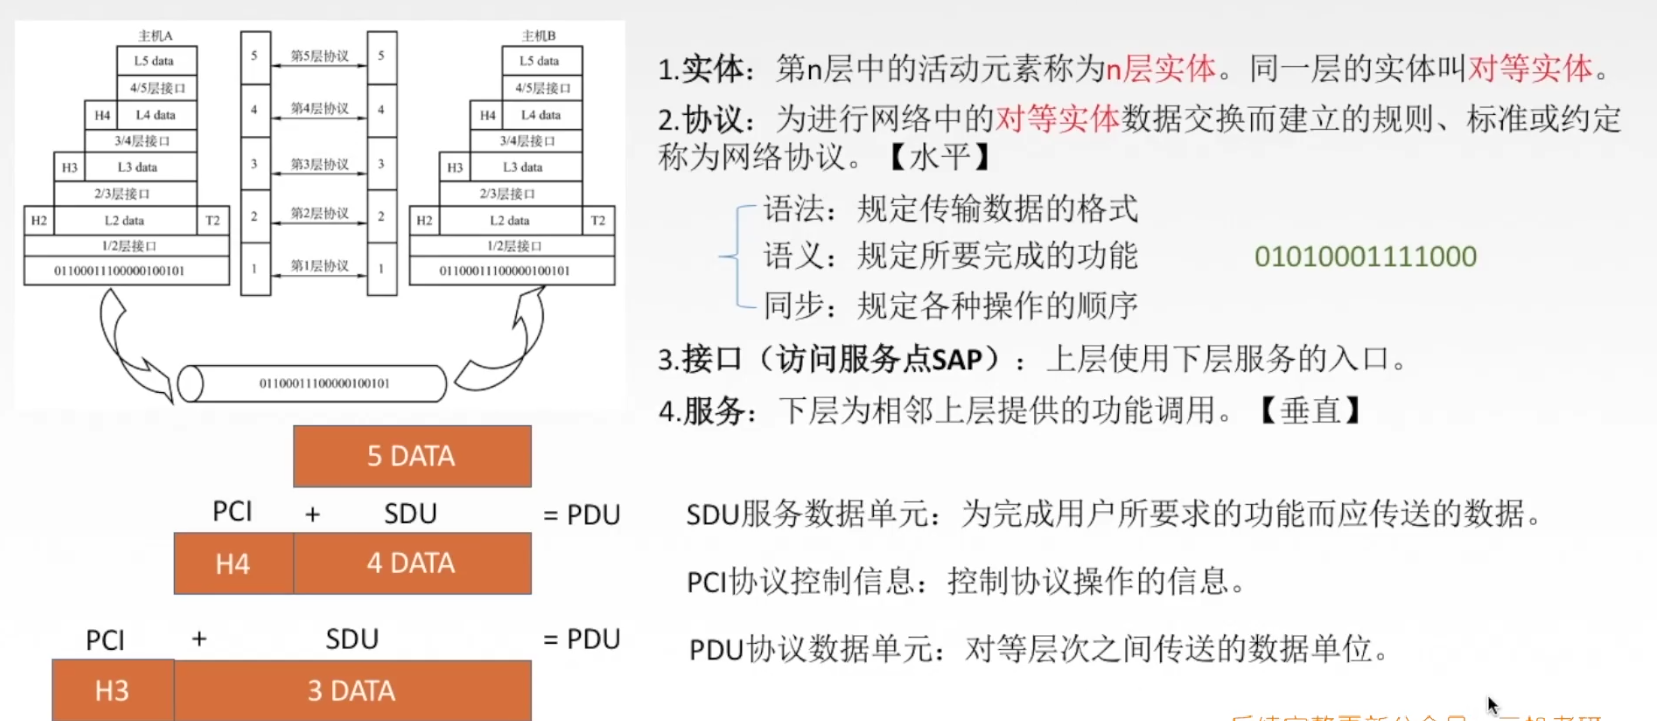 主机A
L5 data
4/5层接口
H4 L4 data
3/4层接口
H3 L3 data
2/3层接口
H2 L2 data T2
1/2层接口
01100011100000100101
5 第5层协议 5
4 第4层协议 4
3 第3层协议 3
2 第2层协议 2
1 第1层协议 1
主机B
L5 data
4/5层接口
H4 L4 data
3/4层接口
H3 L3 data
2/3层接口
H2 L2 data T2
1/2层接口
01100011100000100101
01100011100000100101
1.实体：第n层中的活动元素称为n层实体。同一层的实体叫对等实体。
2.协议：为进行网络中的对等实体数据交换而建立的规则、标准或约定
称为网络协议。【水平】
语法：规定传输数据的格式
语义：规定所要完成的功能
01010001111000
同步：规定各种操作的顺序
3.接口（访问服务点SAP）：上层使用下层服务的入口。
4.服务：下层为相邻上层提供的功能调用。【垂直】
5 DATA
PCI + SDU = PDU
H4 4 DATA
PCI + SDU = PDU
H3 3 DATA
SDU服务数据单元：为完成用户所要求的功能而应传送的数据。
PCI协议控制信息：控制协议操作的信息。
PDU协议数据单元：对等层次之间传送的数据单位。